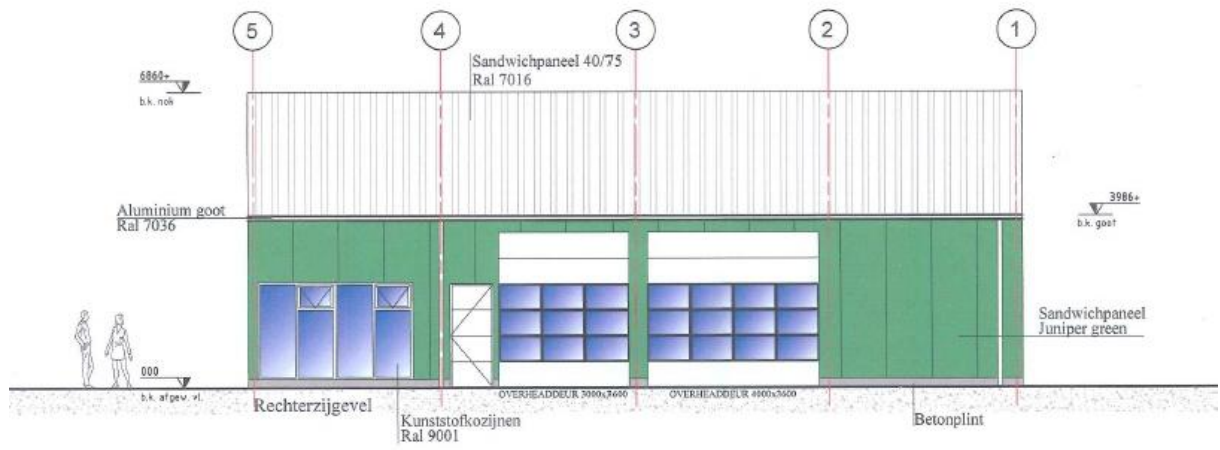 5 4 3 2 1
Sandwichpaneel 40/75
Ral 7016
6860+
b.k. nok
Aluminium goot
Ral 7036
3986+
b.k. goot
Sandwichpaneel
Juniper green
000
b.k. afgew. vl.
OVERHEADDEUR 3000x3600 OVERHEADDEUR 4000x3600
Rechterzijgevel
Kunststofkozijnen
Ral 9001
Betonplint